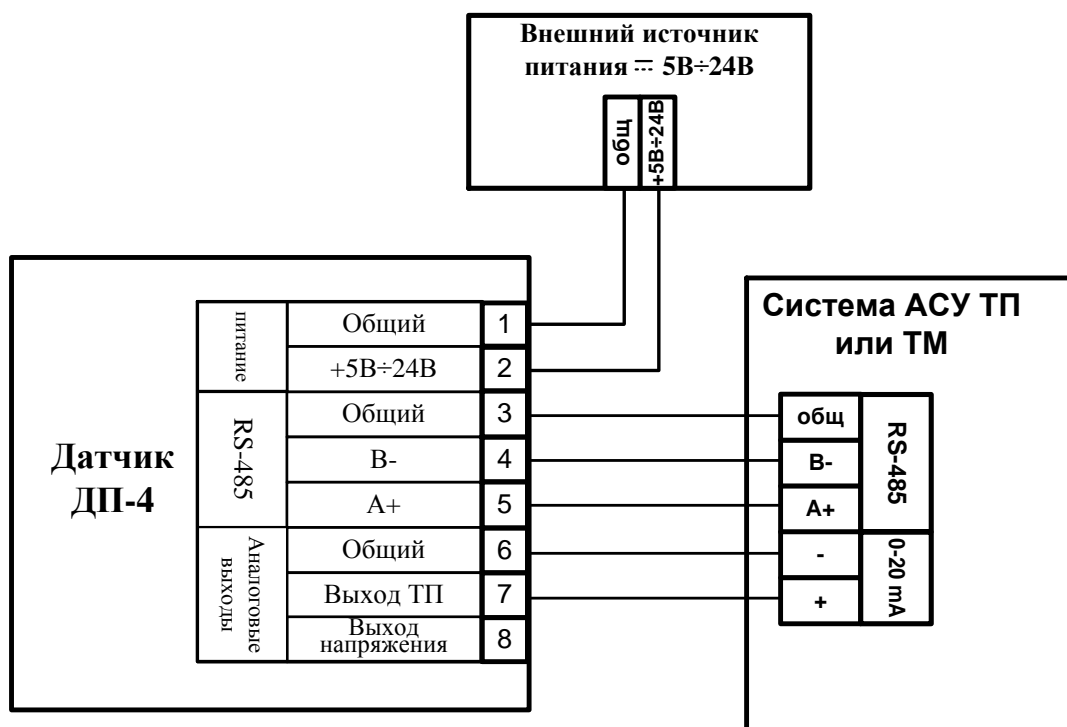 Внешний источник
питания ⎓ 5В÷24В
общ
+5В÷24В
Датчик
ДП-4
питание
Общий
1
+5В÷24В
2
RS-485
Общий
3
В-
4
А+
5
Аналоговые
выходы
Общий
6
Выход ТП
7
Выход
напряжения
8
Система АСУ ТП
или ТМ
общ
В-
А+
RS-485
-
+
0-20 mA